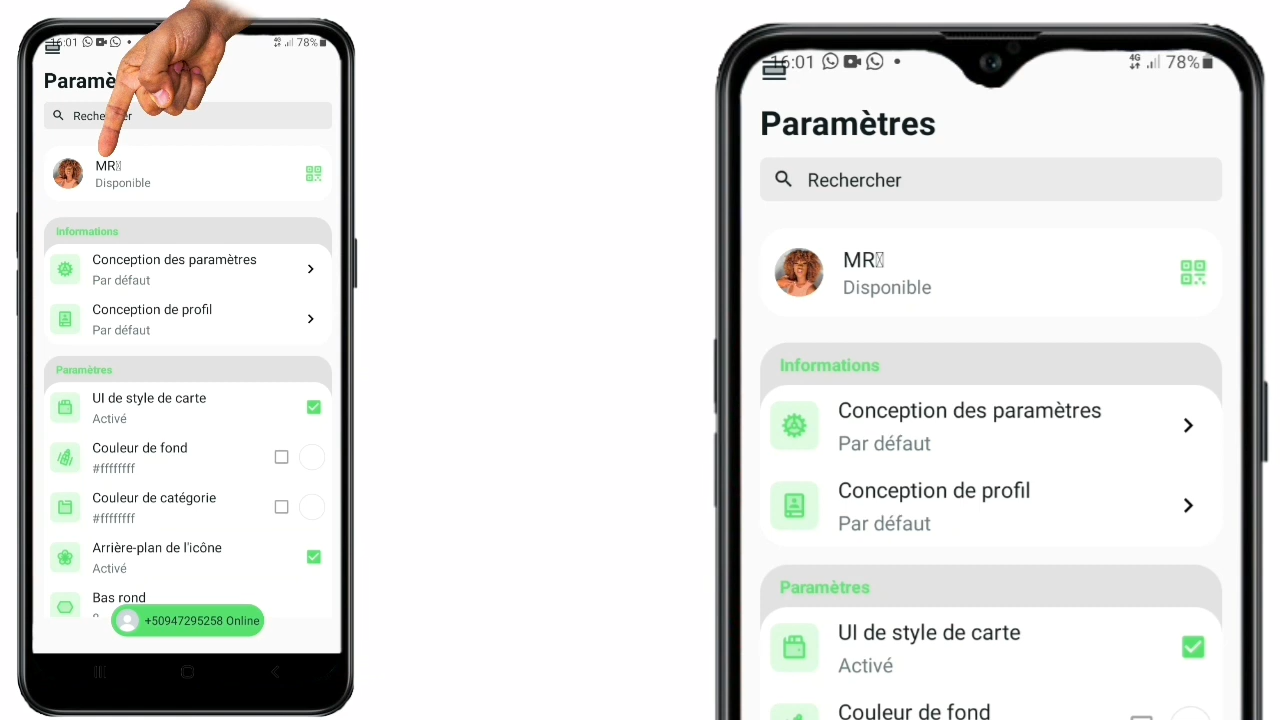 16:01 78%
Paramè
Rechercher
MR
Disponible
Informations
Conception des paramètres
Par défaut
Conception de profil
Par défaut
Paramètres
UI de style de carte
Activé
Couleur de fond
#ffffffff
Couleur de catégorie
#ffffffff
Arrière-plan de l'icône
Activé
Bas rond
+50947295258 Online
16:01 4G 78%
Paramètres
Rechercher
MR
Disponible
Informations
Conception des paramètres
Par défaut
Conception de profil
Par défaut
Paramètres
UI de style de carte
Activé
Couleur de fond